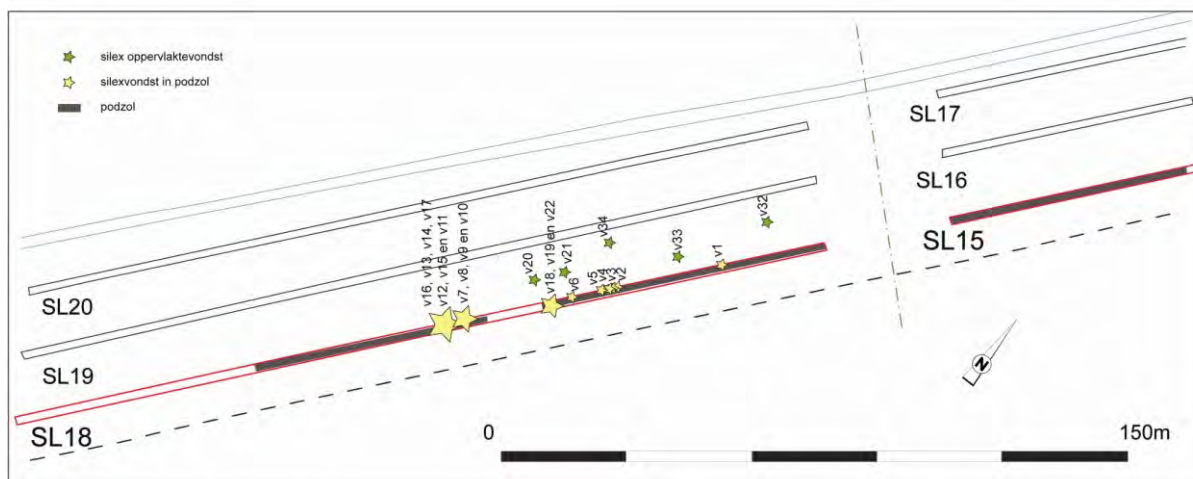 silex oppervlaktevondst
silexvondst in podzol
podzol
SL17
SL16
SL15
v32
v34
v33
v1
v16, v13, v14, v17
v12, v15 en v11
v7, v8, v9 en v10
v20
v18, v19 en v22
v21
v6
v5
v4
v3
v2
SL20
SL19
SL18
N
0
150m